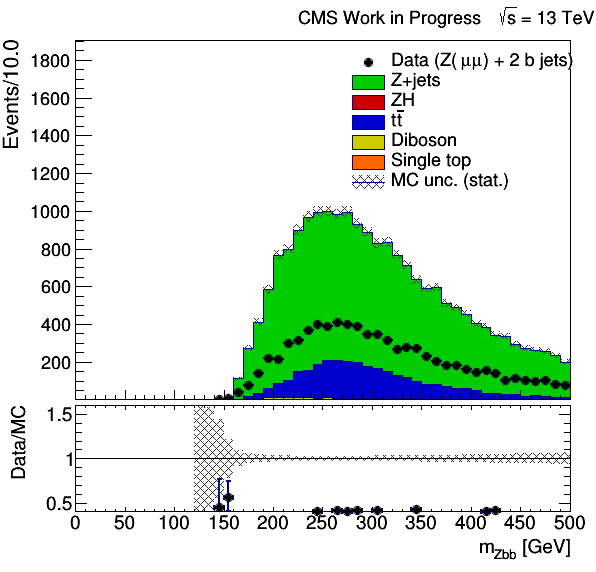 CMS Work in Progress √s = 13 TeV
Events/10.0
1800
1600
1400
1200
1000
800
600
400
200
Data (Z(μμ) + 2 b jets)
Z+jets
ZH
tt̄
Diboson
Single top
MC unc. (stat.)
Data/MC
1.5
1
0.5
0 50 100 150 200 250 300 350 400 450 500
m_Zbb [GeV]